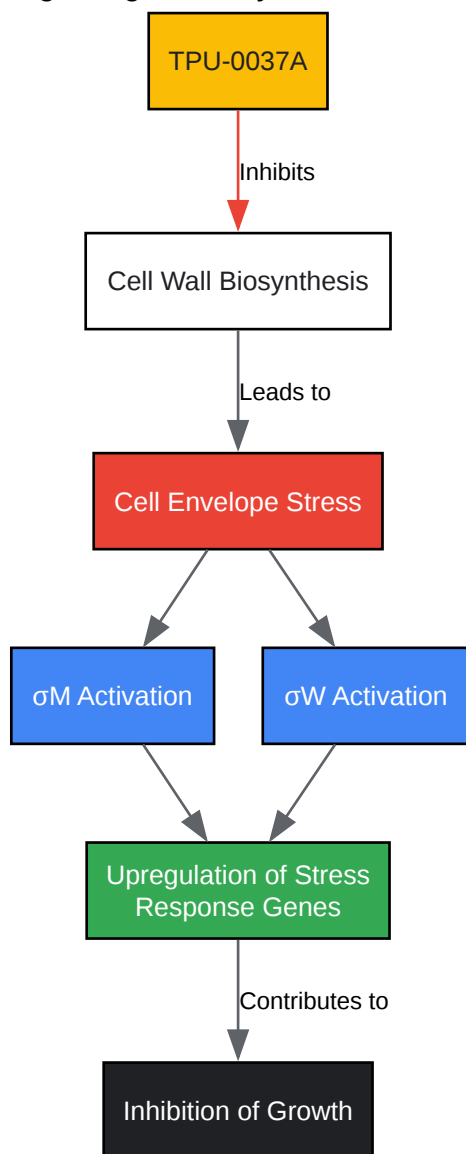 TPU-0037A
Inhibits
Cell Wall Biosynthesis
Leads to
Cell Envelope Stress
σM Activation
σW Activation
Upregulation of Stress
Response Genes
Contributes to
Inhibition of Growth